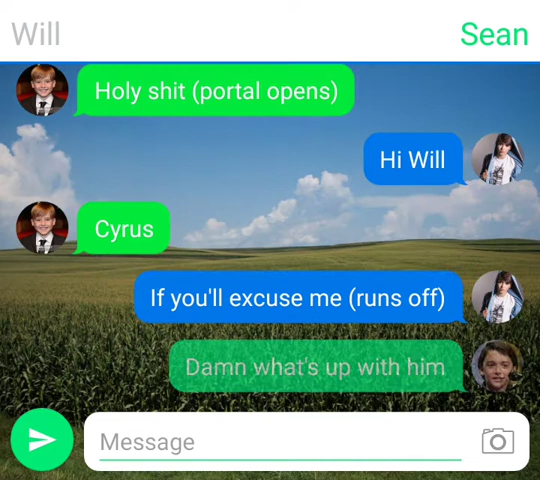 Will
Sean
Holy shit (portal opens)
Hi Will
Cyrus
If you'll excuse me (runs off)
Damn what's up with him
Message